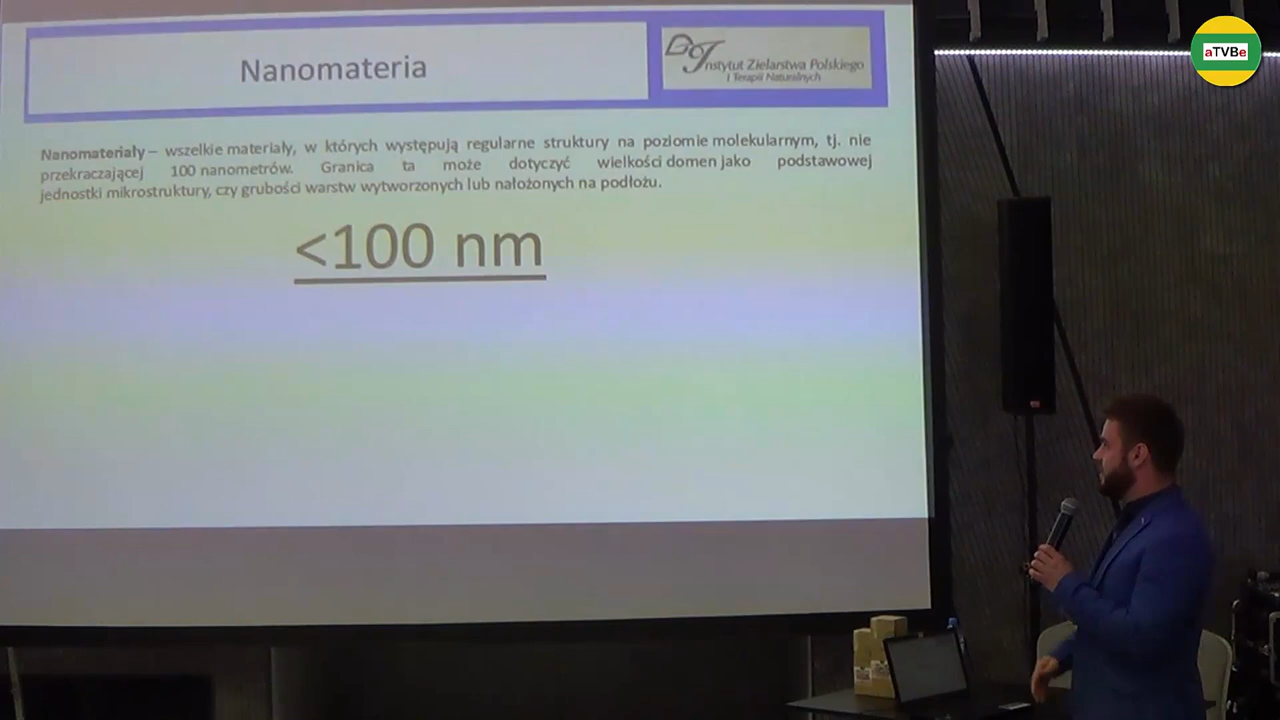 aTVBe
Nanomateria
Instytut Zielarstwa Polskiego
i Terapii Naturalnych
Nanomateriały – wszelkie materiały, w których występują regularne struktury na poziomie molekularnym, tj. nie
przekraczającej 100 nanometrów. Granica ta może dotyczyć wielkości domen jako podstawowej
jednostki mikrostruktury, czy grubości warstw wytworzonych lub nałożonych na podłożu.
<100 nm